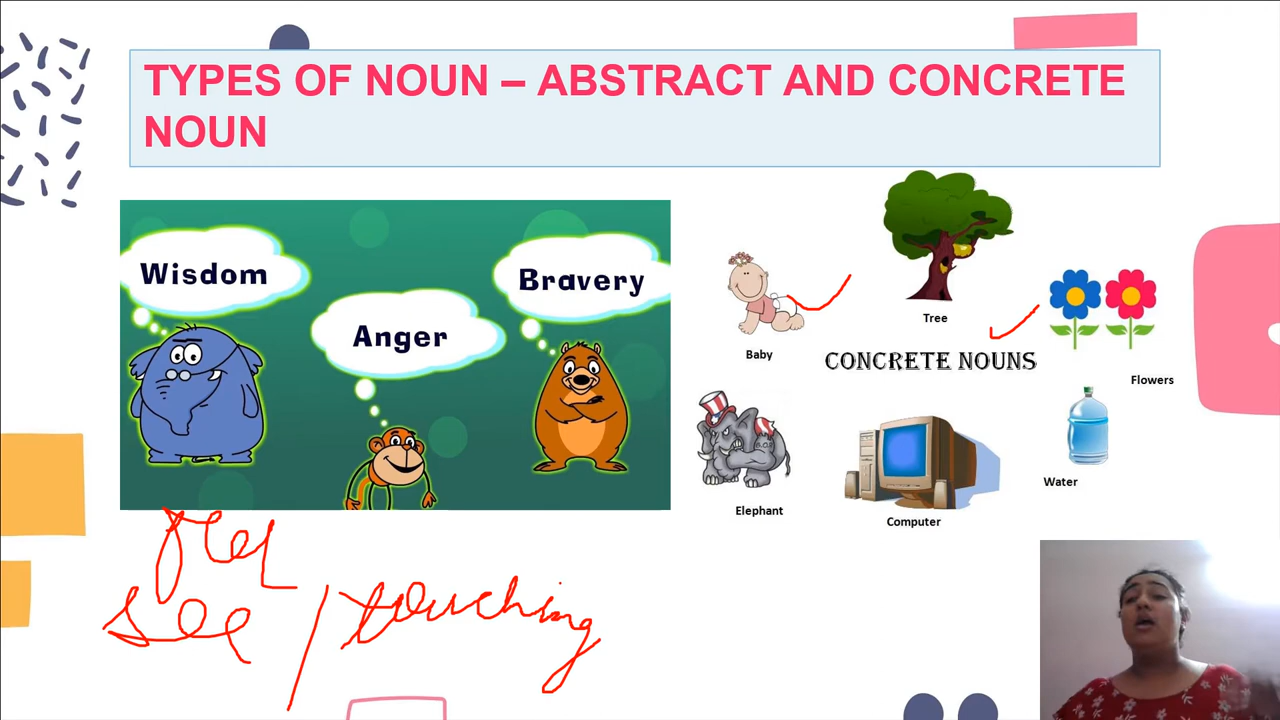 TYPES OF NOUN – ABSTRACT AND CONCRETE
NOUN
Wisdom
Anger
Bravery
Baby
Tree
CONCRETE NOUNS
Flowers
Elephant
Computer
Water
see / touching